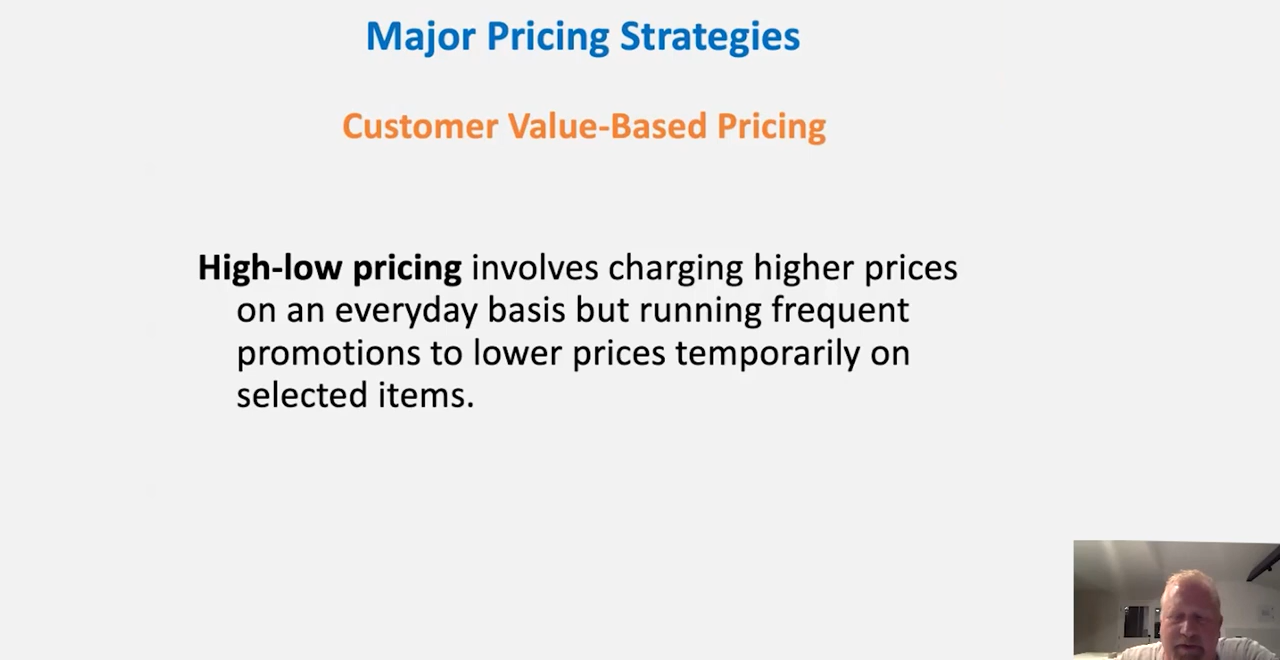 Major Pricing Strategies
Customer Value-Based Pricing
High-low pricing involves charging higher prices
on an everyday basis but running frequent
promotions to lower prices temporarily on
selected items.